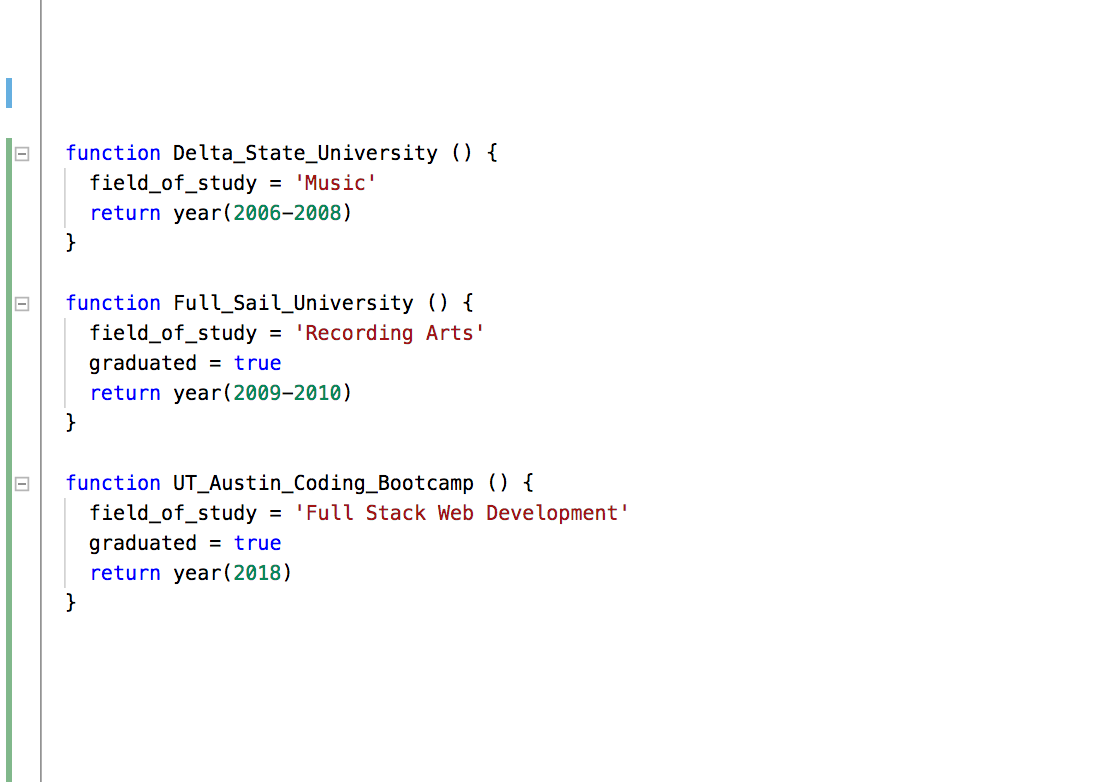 function Delta_State_University () {
field_of_study = 'Music'
return year(2006–2008)
}
function Full_Sail_University () {
field_of_study = 'Recording Arts'
graduated = true
return year(2009–2010)
}
function UT_Austin_Coding_Bootcamp () {
field_of_study = 'Full Stack Web Development'
graduated = true
return year(2018)
}